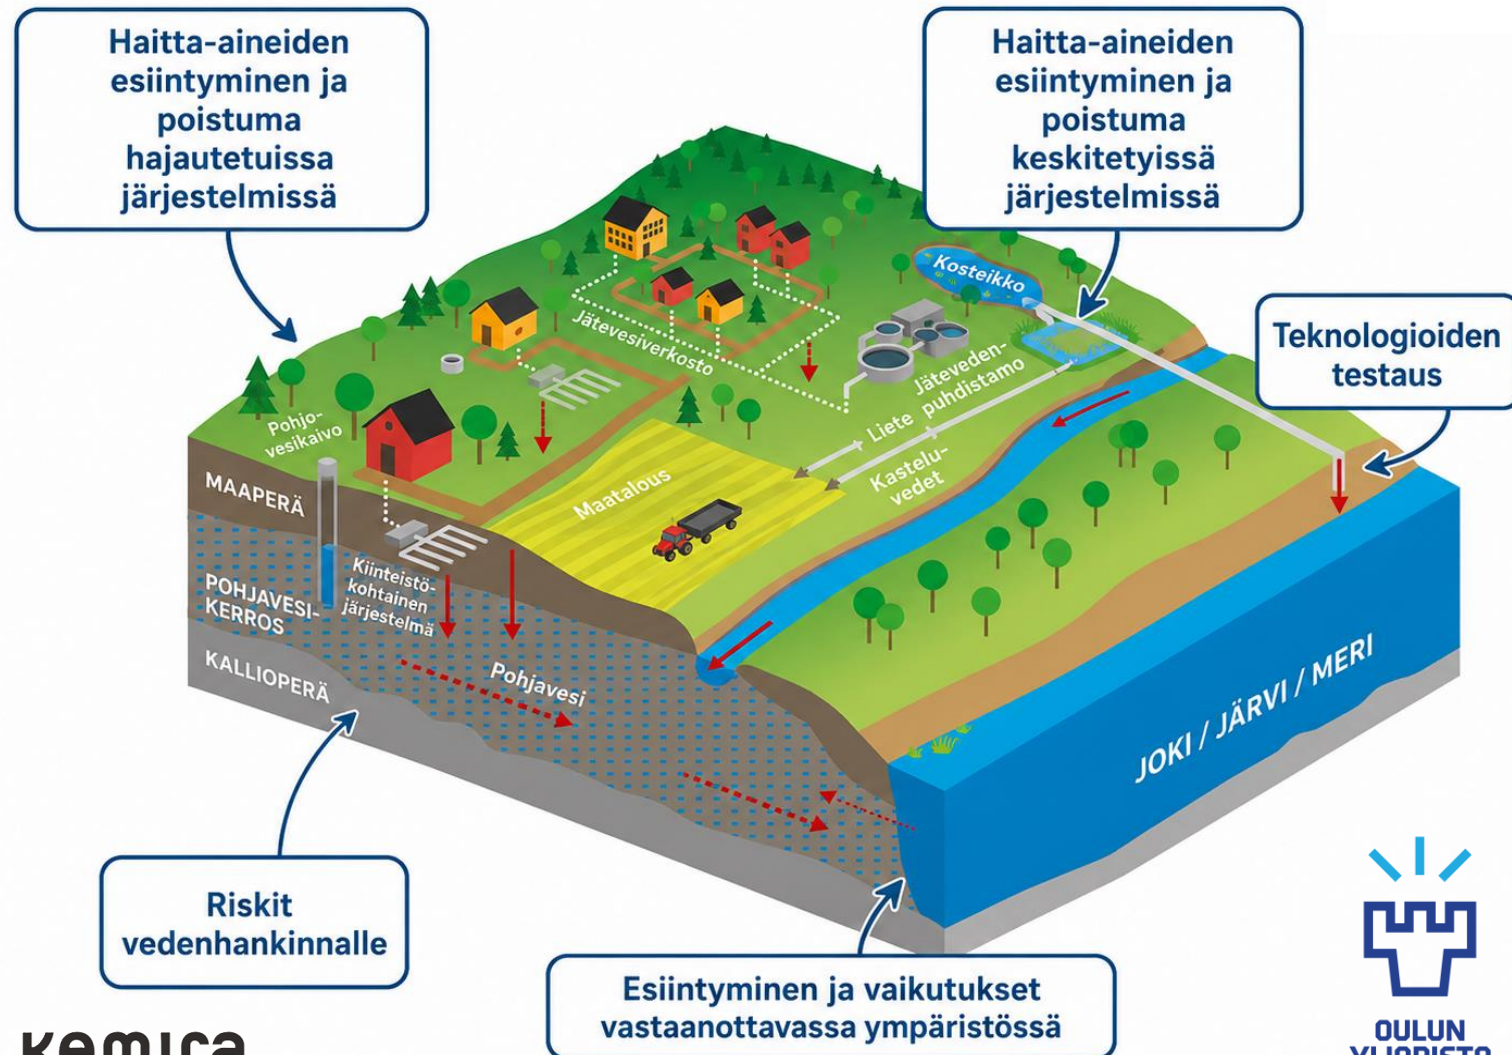 Haitta-aineiden
esiintyminen ja
poistuma
hajautetuissa
järjestelmissä
Haitta-aineiden
esiintyminen ja
poistuma
keskitetyissä
järjestelmissä
Kosteikko
Teknologioiden
testaus
Jätevesiverkosto
Jäteveden-
puhdistamo
Liete
Kastelu-
vedet
Pohjo-
vesikaivo
Maatalous
MAAPERÄ
Kiinteistö-
kohtainen
järjestelmä
POHJAVESI-
KERROS
KALLIOPERÄ
Pohjavesi
JOKI / JÄRVI / MERI
Riskit
vedenhankinnalle
Esiintyminen ja vaikutukset
vastaanottavassa ympäristössä
kemira
OULUN
YLIOPISTO